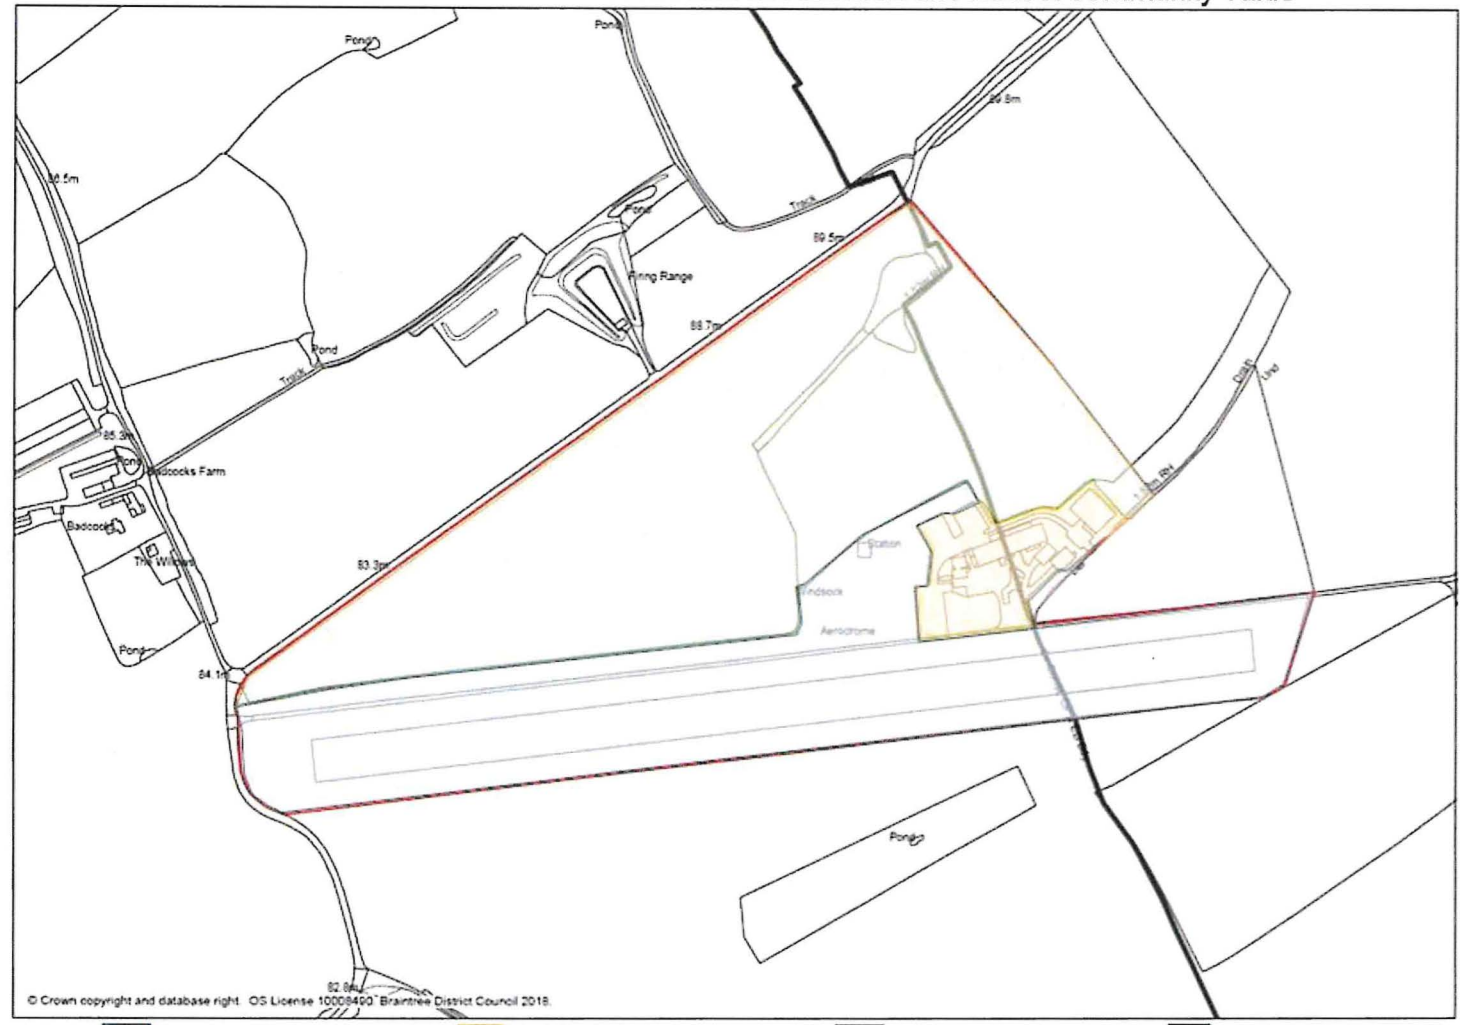 Pond
Pond
89.8m
86.5m
Track
Pond
89.5m
Firing Range
88.7m
Pond
Track
Drain
Und
85.3m
Pond
Badcocks Farm
RH
Badcocks
Station
The Willows
83.3m
Windsock
Aerodrome
Pond
84.1m
Pond
82.8m
© Crown copyright and database right. OS License 10008490. Braintree District Council 2018.